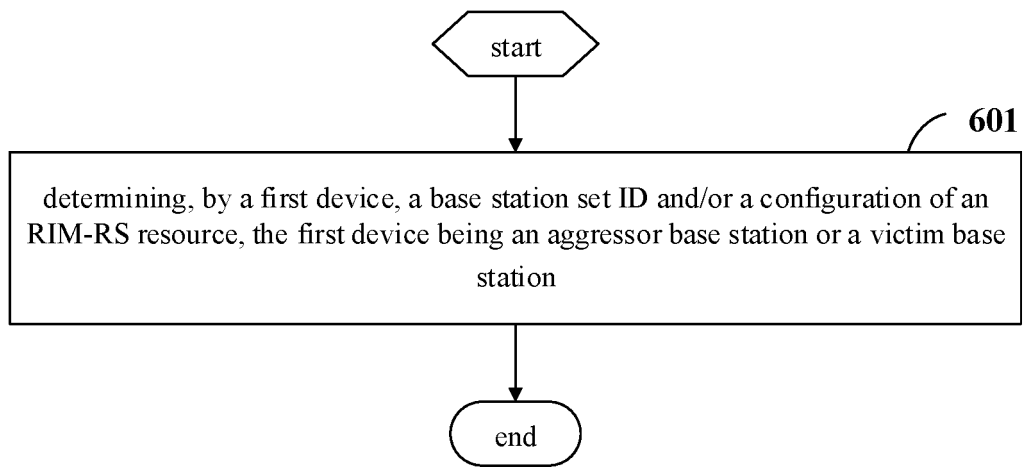 start
601
determining, by a first device, a base station set ID and/or a configuration of an
RIM-RS resource, the first device being an aggressor base station or a victim base
station
end